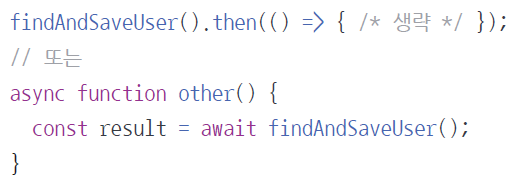 findAndSaveUser().then(() => { /* 생략 */ });
// 또는
async function other() {
  const result = await findAndSaveUser();
}